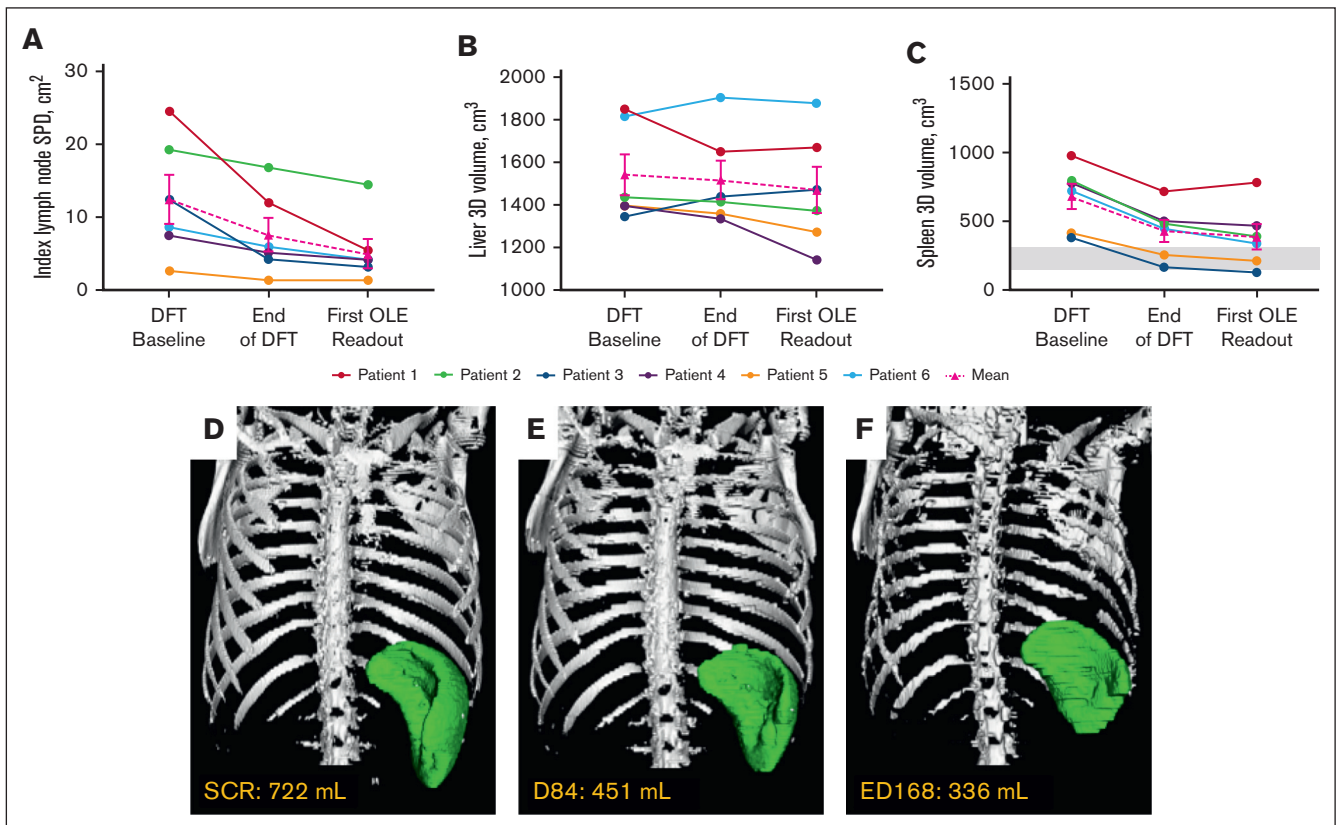 A
Index lymph node SPD, cm²
30
20
10
0
DFT Baseline
End of DFT
First OLE Readout
B
Liver 3D volume, cm³
2000
1800
1600
1400
1200
1000
DFT Baseline
End of DFT
First OLE Readout
C
Spleen 3D volume, cm³
1500
1000
500
0
DFT Baseline
End of DFT
First OLE Readout
Patient 1 Patient 2 Patient 3 Patient 4 Patient 5 Patient 6 Mean
D
SCR: 722 mL
E
D84: 451 mL
F
ED168: 336 mL